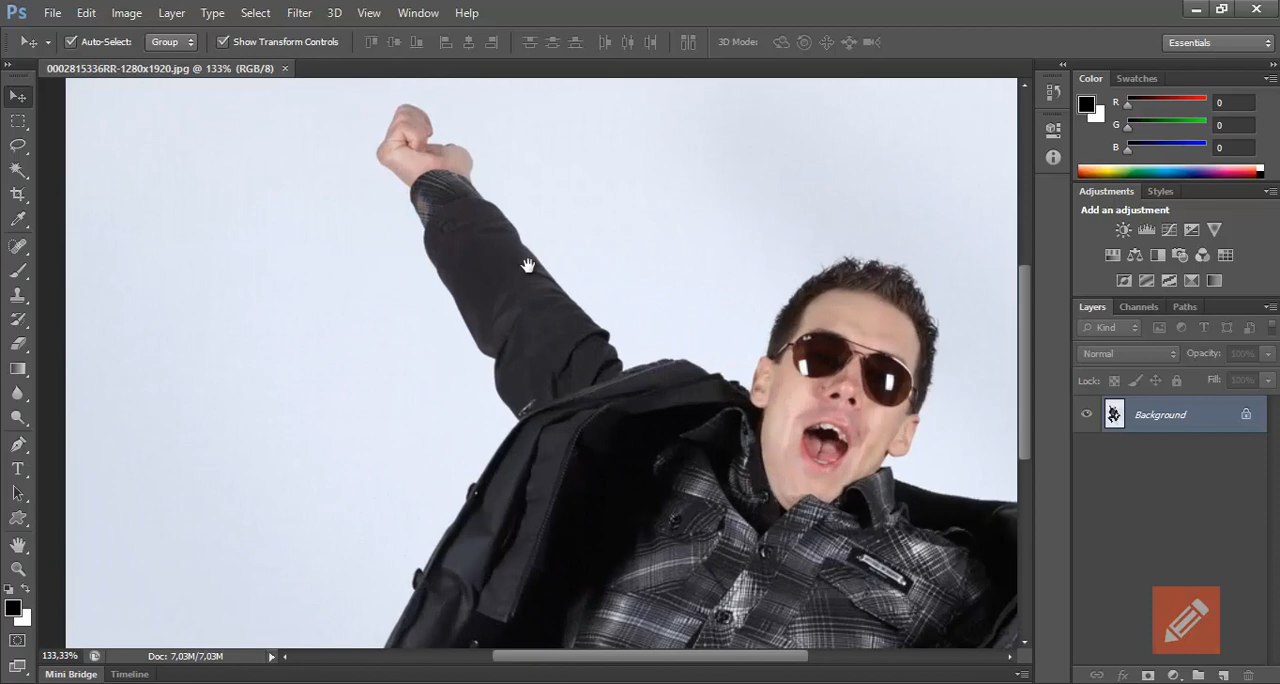 Ps File Edit Image Layer Type Select Filter 3D View Window Help
Auto-Select: Group Show Transform Controls 3D Mode: Essentials
0002815336RR-1280x1920.jpg @ 133% (RGB/8) ×
Color Swatches
R 0
G 0
B 0
Adjustments Styles
Add an adjustment
Layers Channels Paths
Kind
Normal Opacity: 100%
Lock: Fill: 100%
Background
133,33% Doc: 7,03M/7,03M
Mini Bridge Timeline